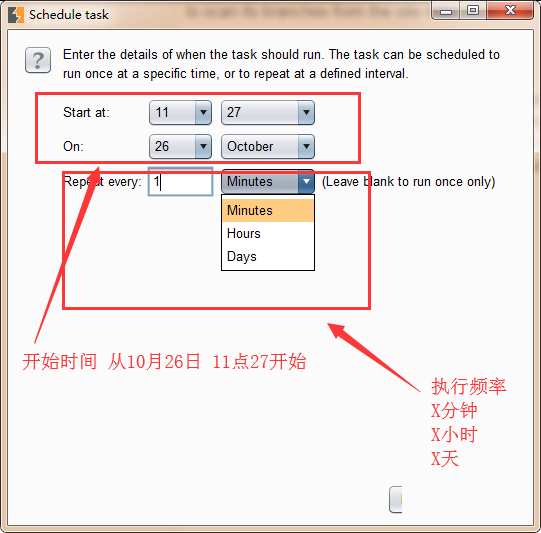 Schedule task
Enter the details of when the task should run. The task can be scheduled to
run once at a specific time, or to repeat at a defined interval.
Start at: 11 27
On: 26 October
Repeat every: 1 Minutes (Leave blank to run once only)
Minutes
Hours
Days
开始时间 从10月26日 11点27开始
执行频率
X分钟
X小时
X天